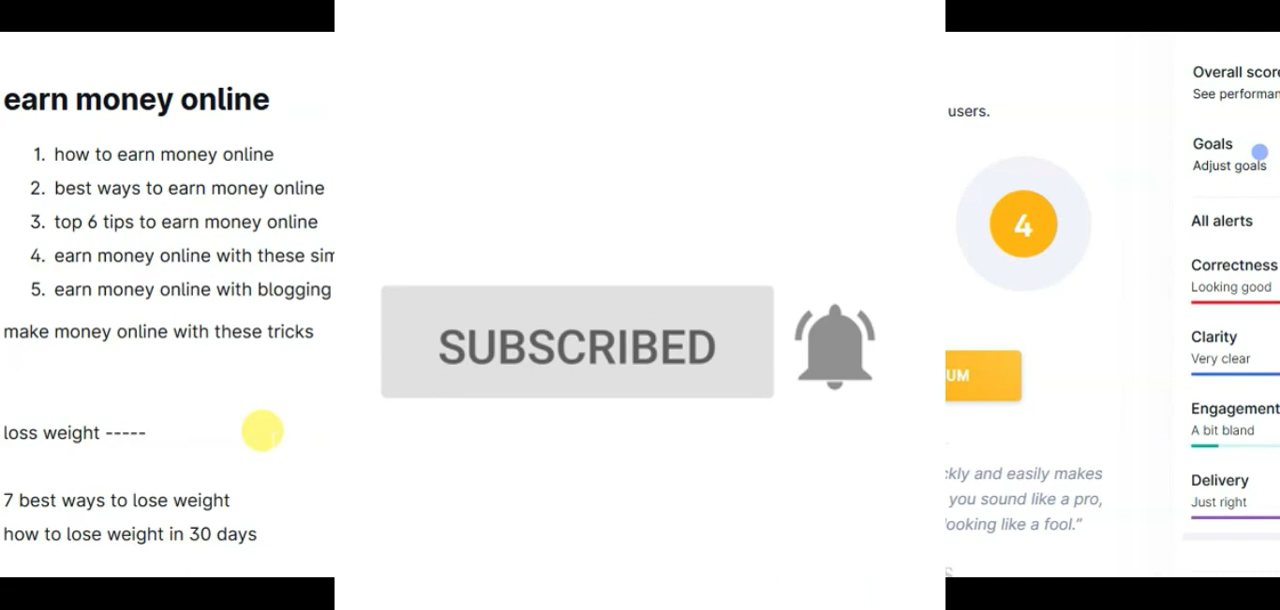 earn money online
1. how to earn money online
2. best ways to earn money online
3. top 6 tips to earn money online
4. earn money online with these
5. earn money online with blogging
make money online with these tricks
loss weight -----
7 best ways to lose weight
how to lose weight in 30 days
SUBSCRIBED
users.
4
UM
and easily makes
you sound like a pro,
looking like a fool.”
Overall score
See
Goals
Adjust goals
All alerts
Correctness
Looking good
Clarity
Very clear
Engagement
A bit bland
Delivery
Just right